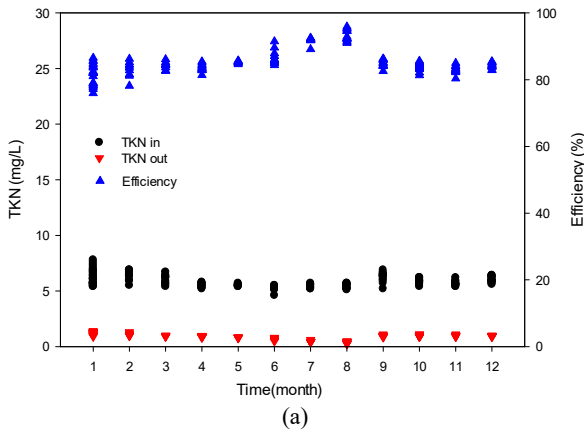 30
25
20
15
10
5
0
TKN (mg/L)
100
80
60
40
20
0
Efficiency (%)
TKN in
TKN out
Efficiency
1 2 3 4 5 6 7 8 9 10 11 12
Time(month)
(a)